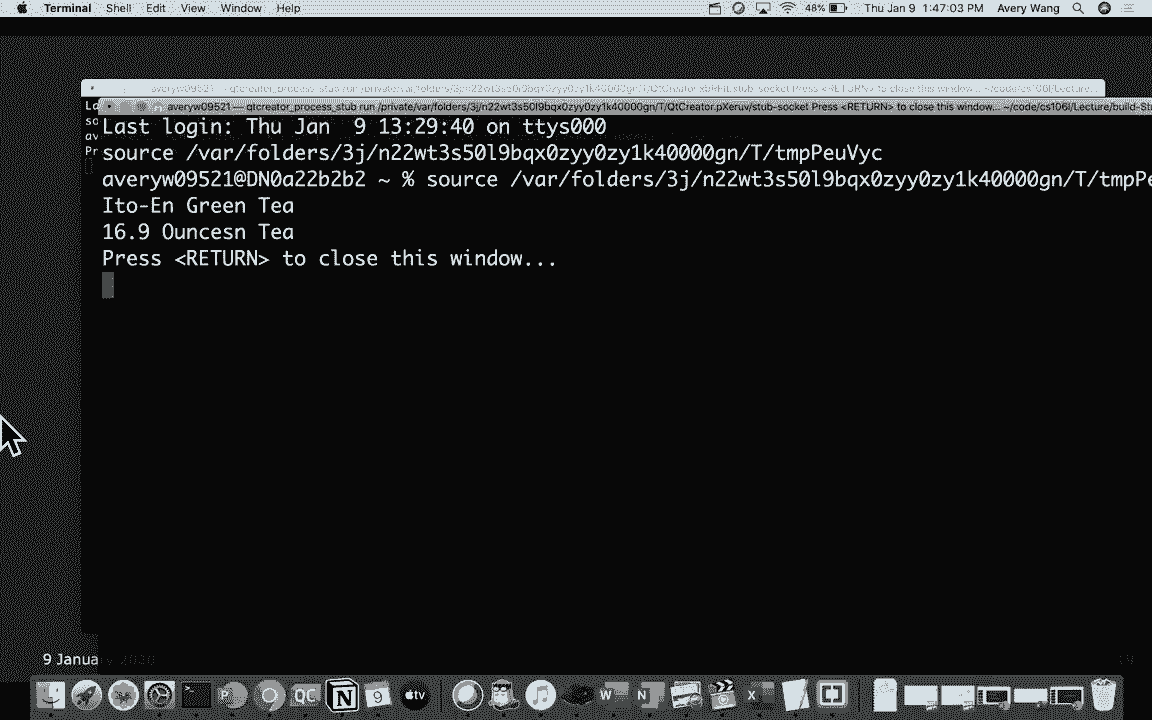 Terminal Shell Edit View Window Help 48% Thu Jan 9 1:47:03 PM Avery Wang
averyw09521 — qtcreator_process_stub run /private/var/folders/3j/n22wt3s50l9bqx0zyy0zy1k40000gn/T/QtCreator.pXeruv/stub-socket Press <RETURN> to close this window... ~/code/cs106l/Lecture/build-St
Last login: Thu Jan  9 13:29:40 on ttys000
source /var/folders/3j/n22wt3s50l9bqx0zyy0zy1k40000gn/T/tmpPeuVyc
averyw09521@DN0a22b2b2 ~ % source /var/folders/3j/n22wt3s50l9bqx0zyy0zy1k40000gn/T/tmpPe
Ito-En Green Tea
16.9 Ouncesn Tea
Press <RETURN> to close this window...
9 January 2020
QC N 9 tv W N X